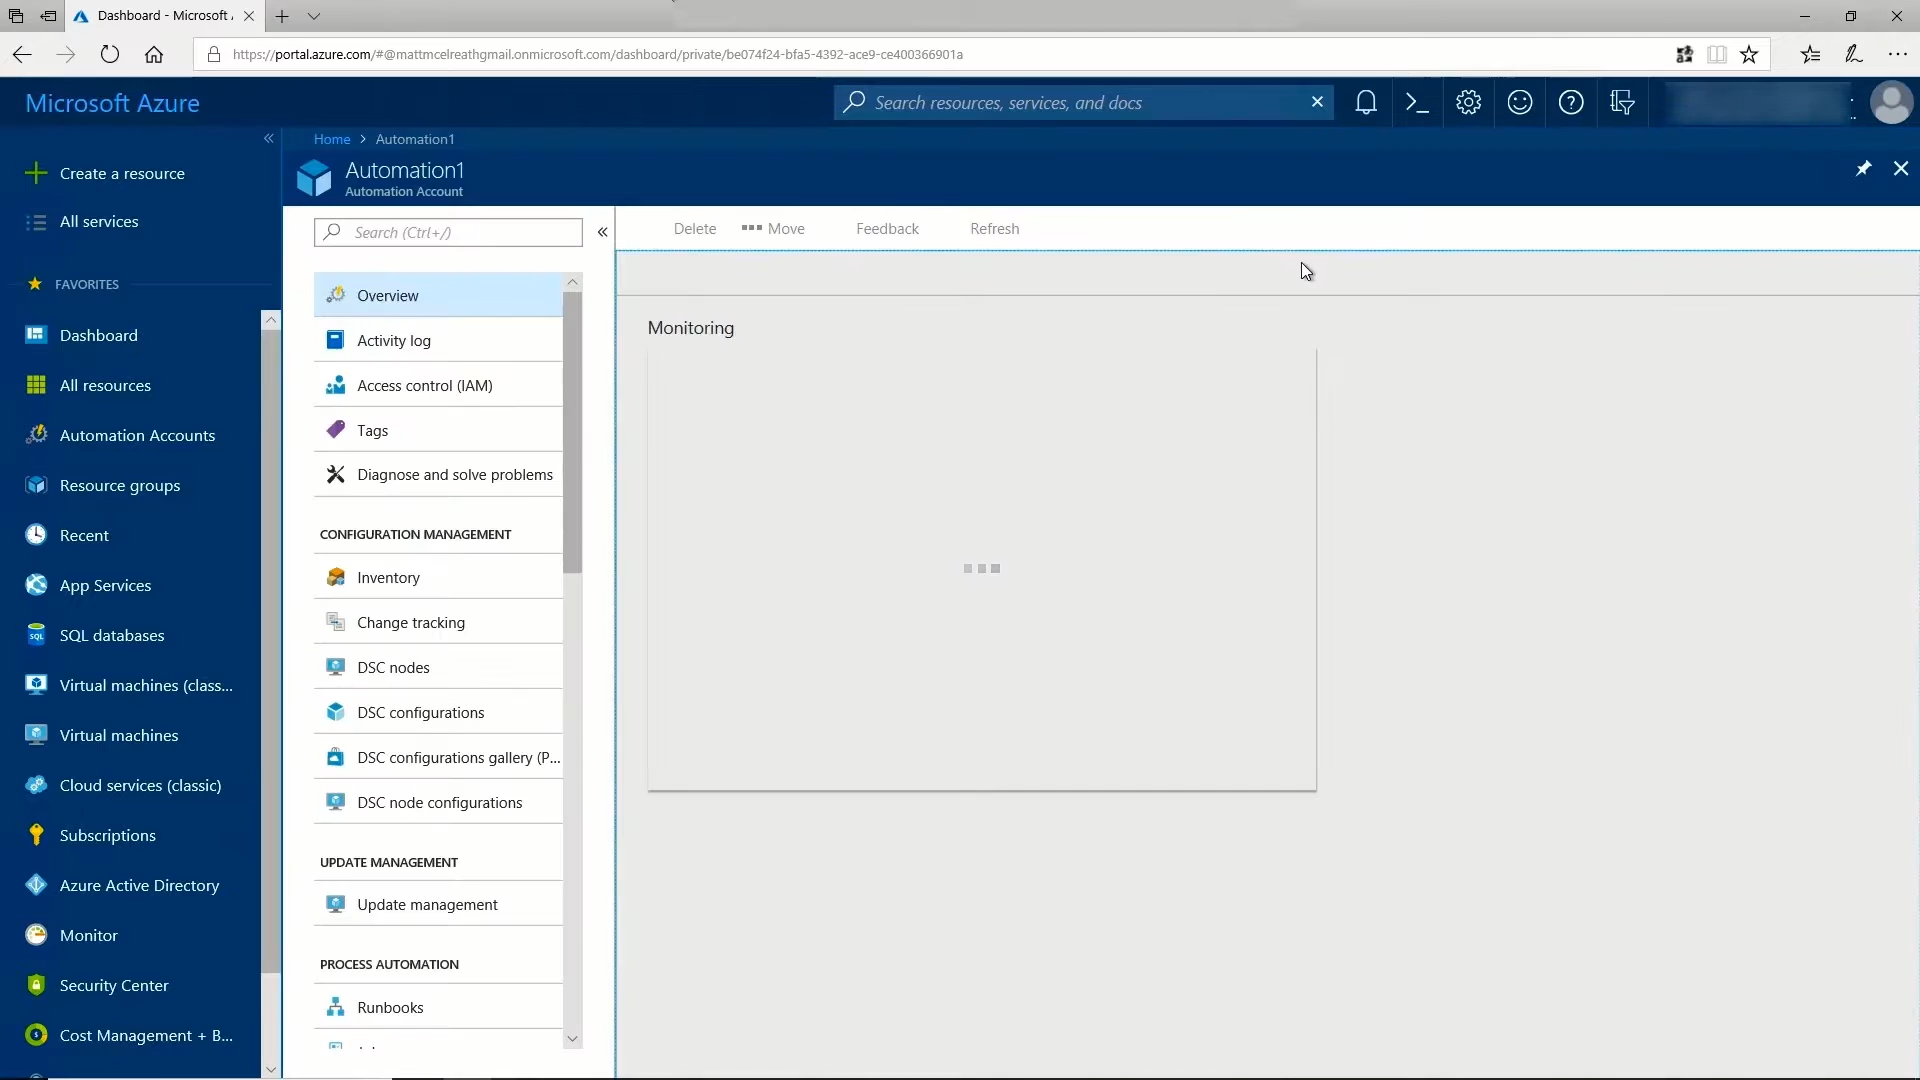 Dashboard - Microsoft A
https://portal.azure.com/#@mattmcelreathgmail.onmicrosoft.com/dashboard/private/be074f24-bfa5-4392-ace9-ce400366901a
Microsoft Azure
Search resources, services, and docs
Home > Automation1
Automation1
Automation Account
Create a resource
All services
FAVORITES
Dashboard
All resources
Automation Accounts
Resource groups
Recent
App Services
SQL databases
Virtual machines (class...
Virtual machines
Cloud services (classic)
Subscriptions
Azure Active Directory
Monitor
Security Center
Cost Management + B...
Search (Ctrl+/)
Overview
Activity log
Access control (IAM)
Tags
Diagnose and solve problems
CONFIGURATION MANAGEMENT
Inventory
Change tracking
DSC nodes
DSC configurations
DSC configurations gallery (P...
DSC node configurations
UPDATE MANAGEMENT
Update management
PROCESS AUTOMATION
Runbooks
Delete Move Feedback Refresh
Monitoring